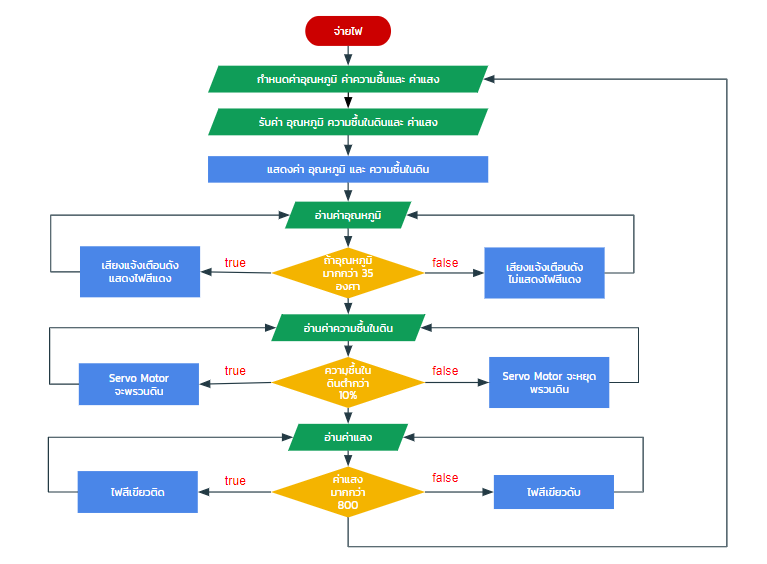 จ่ายไฟ
กำหนดค่าอุณหภูมิ ค่าความชื้นและ ค่าแสง
รับค่า อุณหภูมิ ความชื้นในดินและ ค่าแสง
แสดงค่า อุณหภูมิ และ ความชื้นในดิน
อ่านค่าอุณหภูมิ
เสียงแจ้งเตือนดัง
แสดงไฟสีแดง
true
ถ้าอุณหภูมิ
มากกว่า 35
องศา
false
เสียงแจ้งเตือนดัง
ไม่แสดงไฟสีแดง
อ่านค่าความชื้นในดิน
Servo Motor
จะพรวนดิน
true
ความชื้นใน
ดินต่ำกว่า
10%
false
Servo Motor จะหยุด
พรวนดิน
อ่านค่าแสง
ไฟสีเขียวติด
true
ค่าแสง
มากกว่า
800
false
ไฟสีเขียวดับ